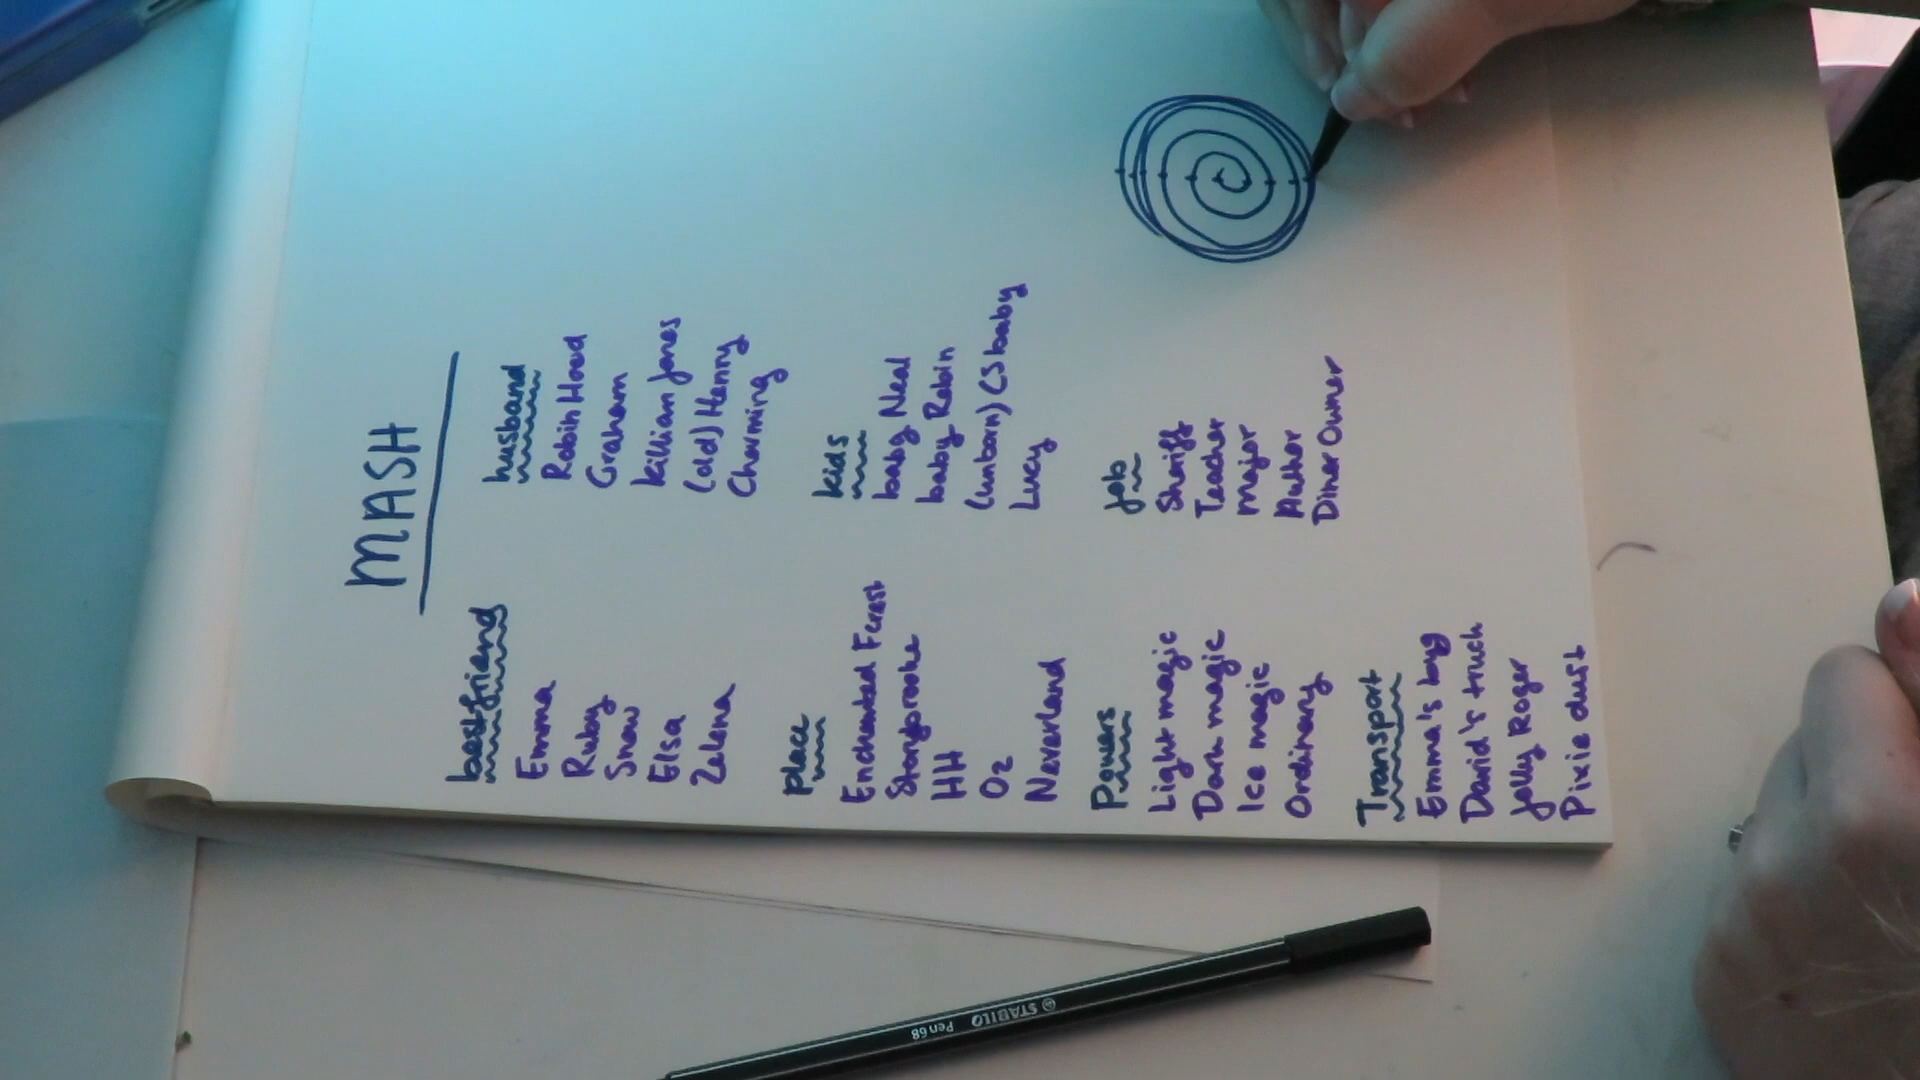 MASH
best friend
Emma
Ruby
Snow
Elsa
Zelena
husband
Robin Hood
Graham
Killian Jones
(old) Henry
Charming
place
Enchanted Forest
Storybrooke
HH
Oz
Neverland
kids
baby Neal
baby Robin
(unborn) CS baby
Lucy
Powers
Light magic
Dark magic
Ice magic
Ordinary
job
Sheriff
Teacher
Major
Author
Diner Owner
Transport
Emma's bug
David's truck
Jolly Roger
Pixie dust
STABILO Pen 68